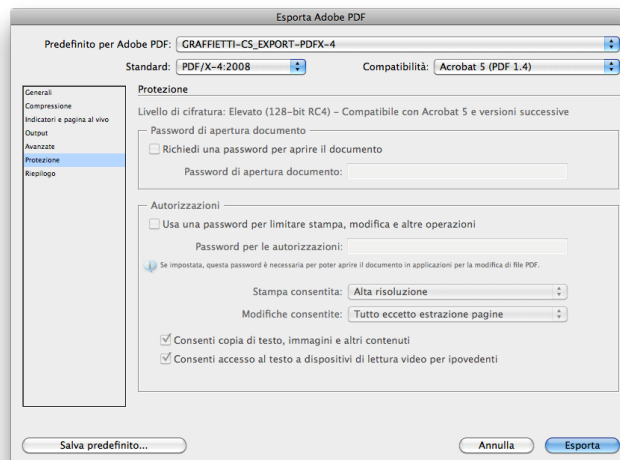 Esporta Adobe PDF
Predefinito per Adobe PDF: GRAFFIETTI-CS_EXPORT-PDFX-4
Standard: PDF/X-4:2008 Compatibilità: Acrobat 5 (PDF 1.4)
Generali
Compressione
Indicatori e pagina al vivo
Output
Avanzate
Protezione
Riepilogo
Protezione
Livello di cifratura: Elevato (128-bit RC4) – Compatibile con Acrobat 5 e versioni successive
Password di apertura documento
Richiedi una password per aprire il documento
Password di apertura documento:
Autorizzazioni
Usa una password per limitare stampa, modifica e altre operazioni
Password per le autorizzazioni:
Se impostata, questa password è necessaria per poter aprire il documento in applicazioni per la modifica di file PDF.
Stampa consentita: Alta risoluzione
Modifiche consentite: Tutto eccetto estrazione pagine
Consenti copia di testo, immagini e altri contenuti
Consenti accesso al testo a dispositivi di lettura video per ipovedenti
Salva predefinito... Annulla Esporta